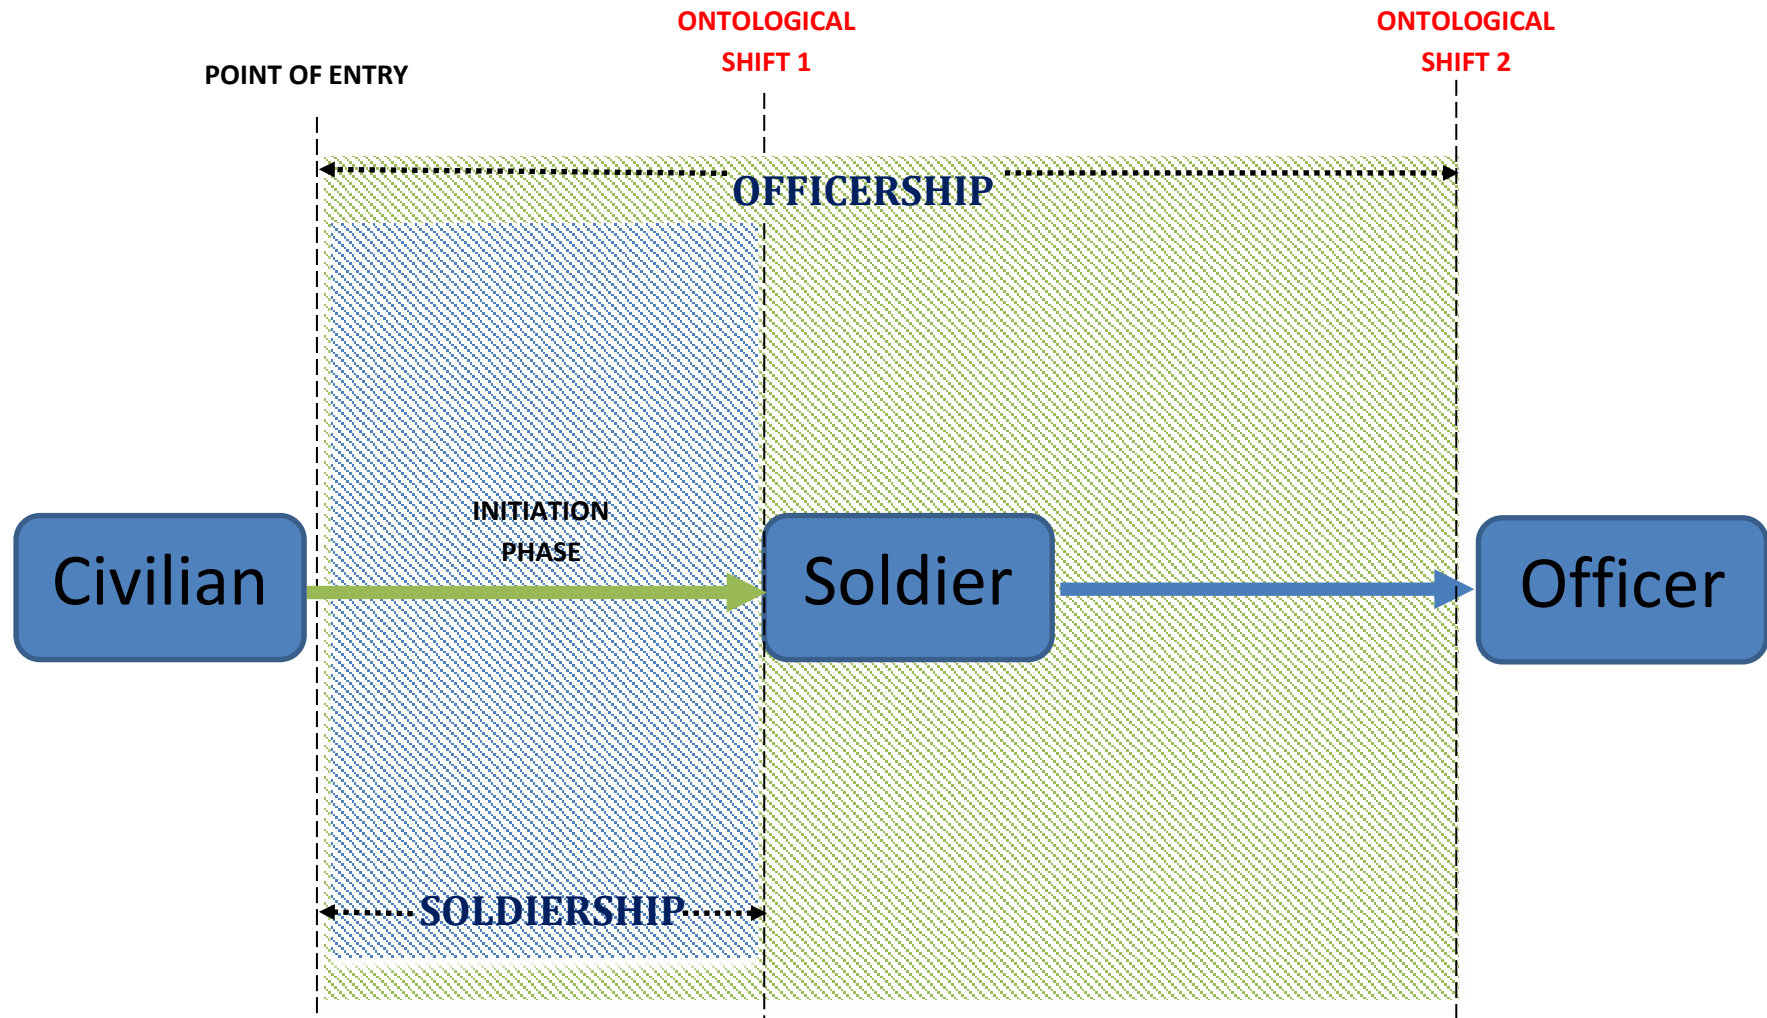 ONTOLOGICAL
SHIFT 1
ONTOLOGICAL
SHIFT 2
POINT OF ENTRY
OFFICERSHIP
INITIATION
PHASE
Civilian
Soldier
Officer
SOLDIERSHIP